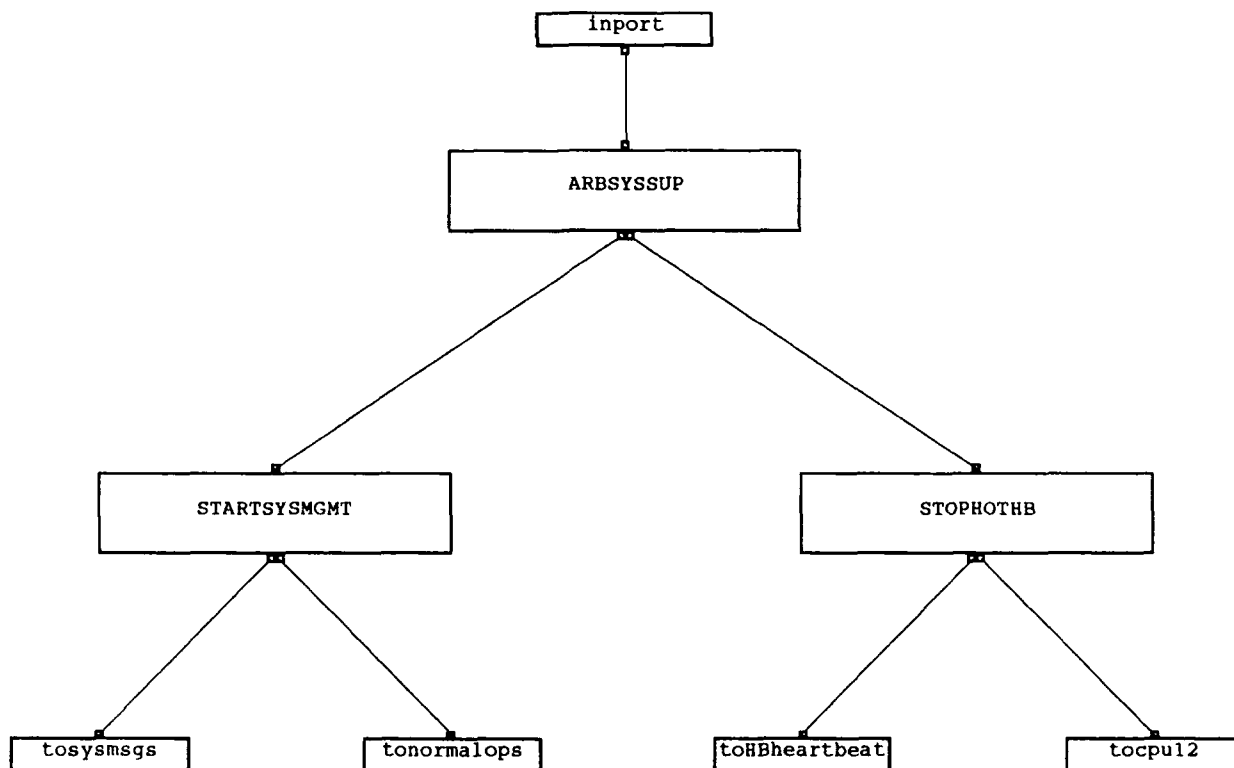 inport
ARBSYSSUP
STARTSYSMGMT
STOPHOTHB
tosysmsgs
tonormalops
toHBheartbeat
tocpu12